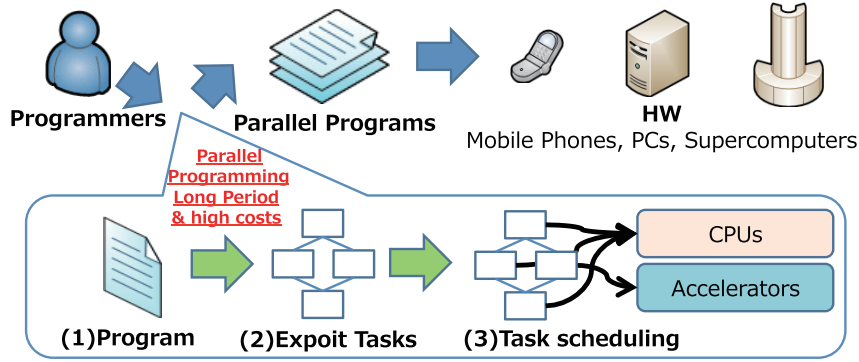 Programmers
Parallel Programs
HW
Mobile Phones, PCs, Supercomputers
Parallel
Programming
Long Period
& high costs
CPUs
Accelerators
(1)Program
(2)Expoit Tasks
(3)Task scheduling